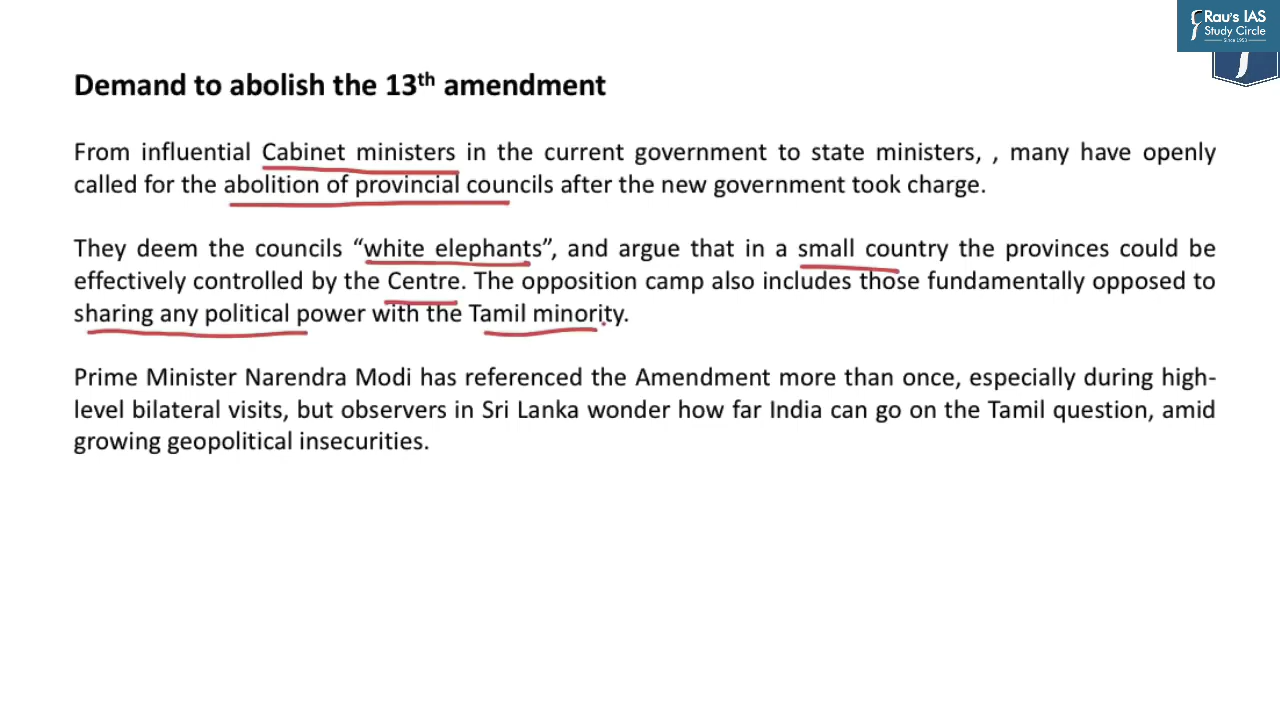 Rau's IAS
Study Circle
Since 1953
Demand to abolish the 13th amendment
From influential Cabinet ministers in the current government to state ministers, , many have openly
called for the abolition of provincial councils after the new government took charge.
They deem the councils “white elephants”, and argue that in a small country the provinces could be
effectively controlled by the Centre. The opposition camp also includes those fundamentally opposed to
sharing any political power with the Tamil minority.
Prime Minister Narendra Modi has referenced the Amendment more than once, especially during high-
level bilateral visits, but observers in Sri Lanka wonder how far India can go on the Tamil question, amid
growing geopolitical insecurities.